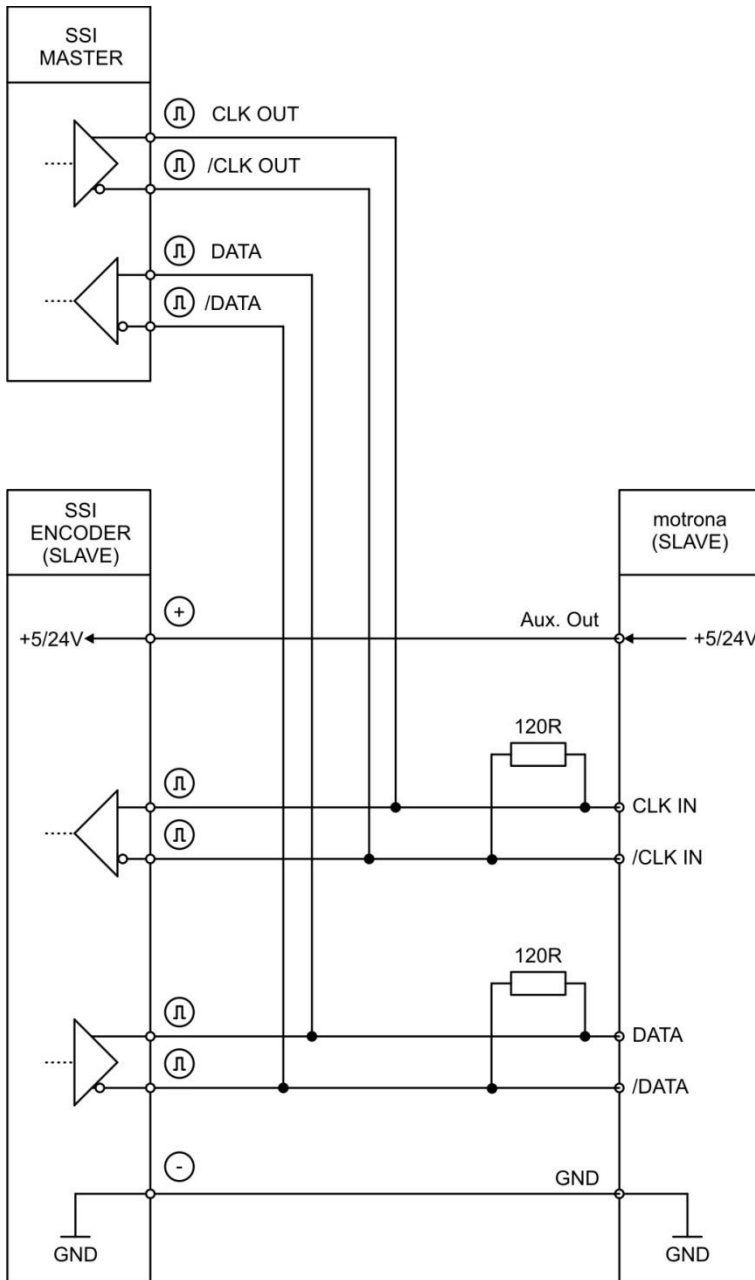 SSI
MASTER
CLK OUT
/CLK OUT
DATA
/DATA
SSI
ENCODER
(SLAVE)
motrona
(SLAVE)
+
Aux. Out
+5/24V
+5/24V
120R
CLK IN
/CLK IN
120R
DATA
/DATA
-
GND
GND
GND